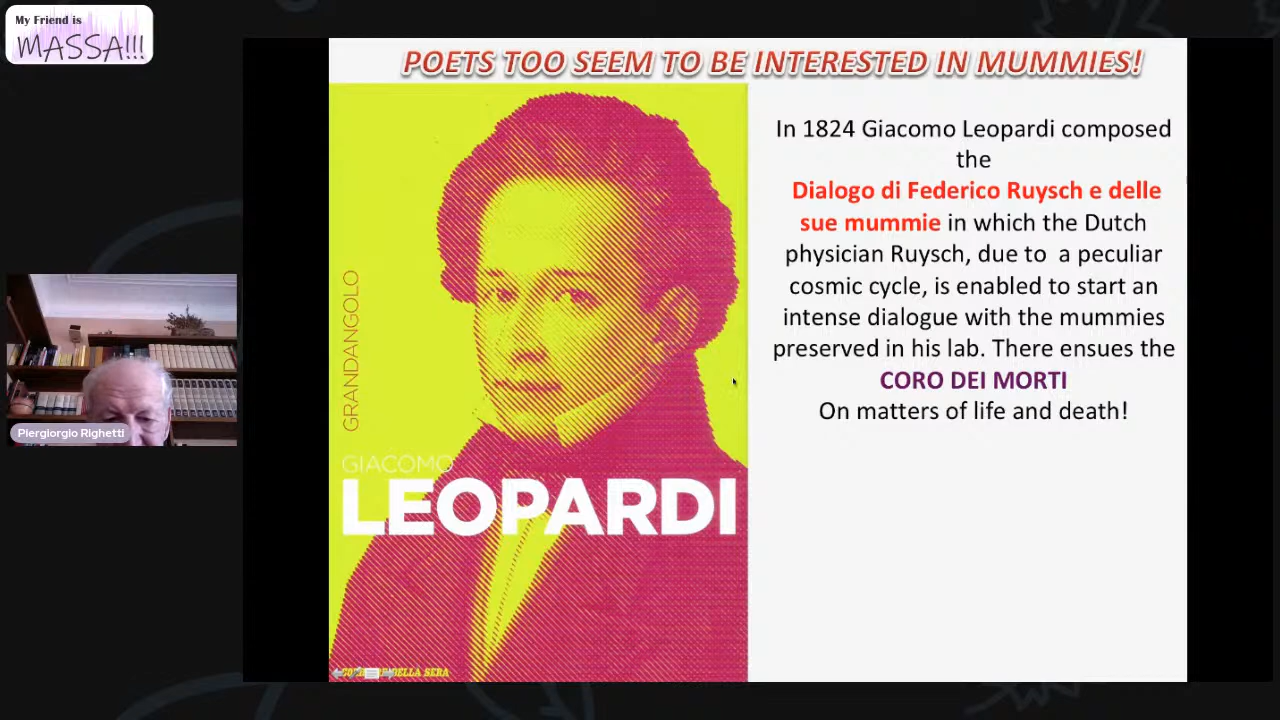 My Friend is
MASSA!!!
POETS TOO SEEM TO BE INTERESTED IN MUMMIES!
GRANDANGOLO
GIACOMO
LEOPARDI
In 1824 Giacomo Leopardi composed
the
Dialogo di Federico Ruysch e delle
sue mummie in which the Dutch
physician Ruysch, due to a peculiar
cosmic cycle, is enabled to start an
intense dialogue with the mummies
preserved in his lab. There ensues the
CORO DEI MORTI
On matters of life and death!
Piergiorgio Righetti
DELLA SERA